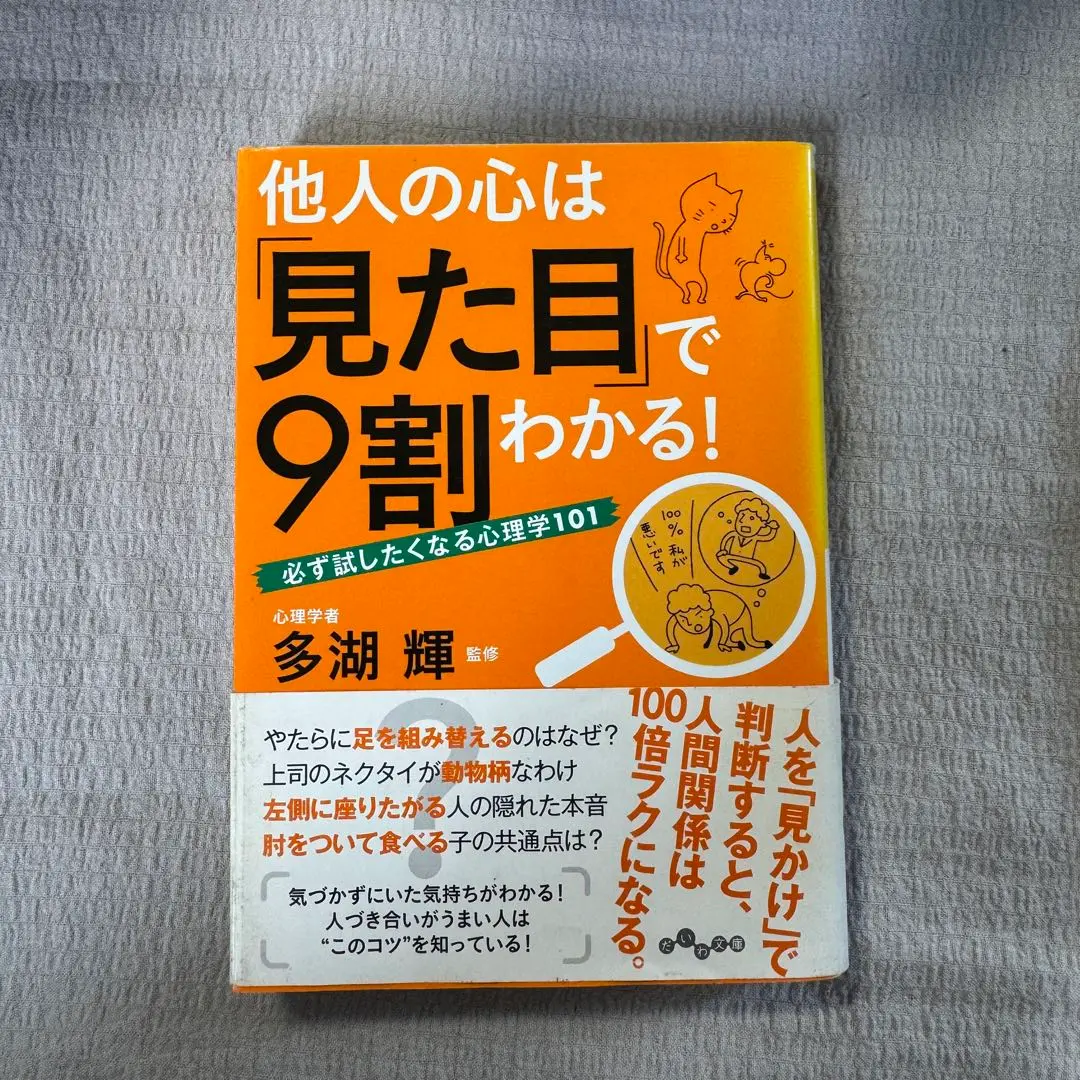 他人の心は
「見た目」で
9割わかる!
必ず試したくなる心理学101
心理学者
多湖 輝 監修
100%私が
悪いです
人を「見かけ」で
判断すると、
人間関係は
100倍ラクになる。
やたらに足を組み替えるのはなぜ?
上司のネクタイが動物柄なわけ
左側に座りたがる人の隠れた本音
肘をついて食べる子の共通点は?
?
気づかずにいた気持ちがわかる!
人づき合いがうまい人は
“このコツ”を知っている!
だいわ文庫